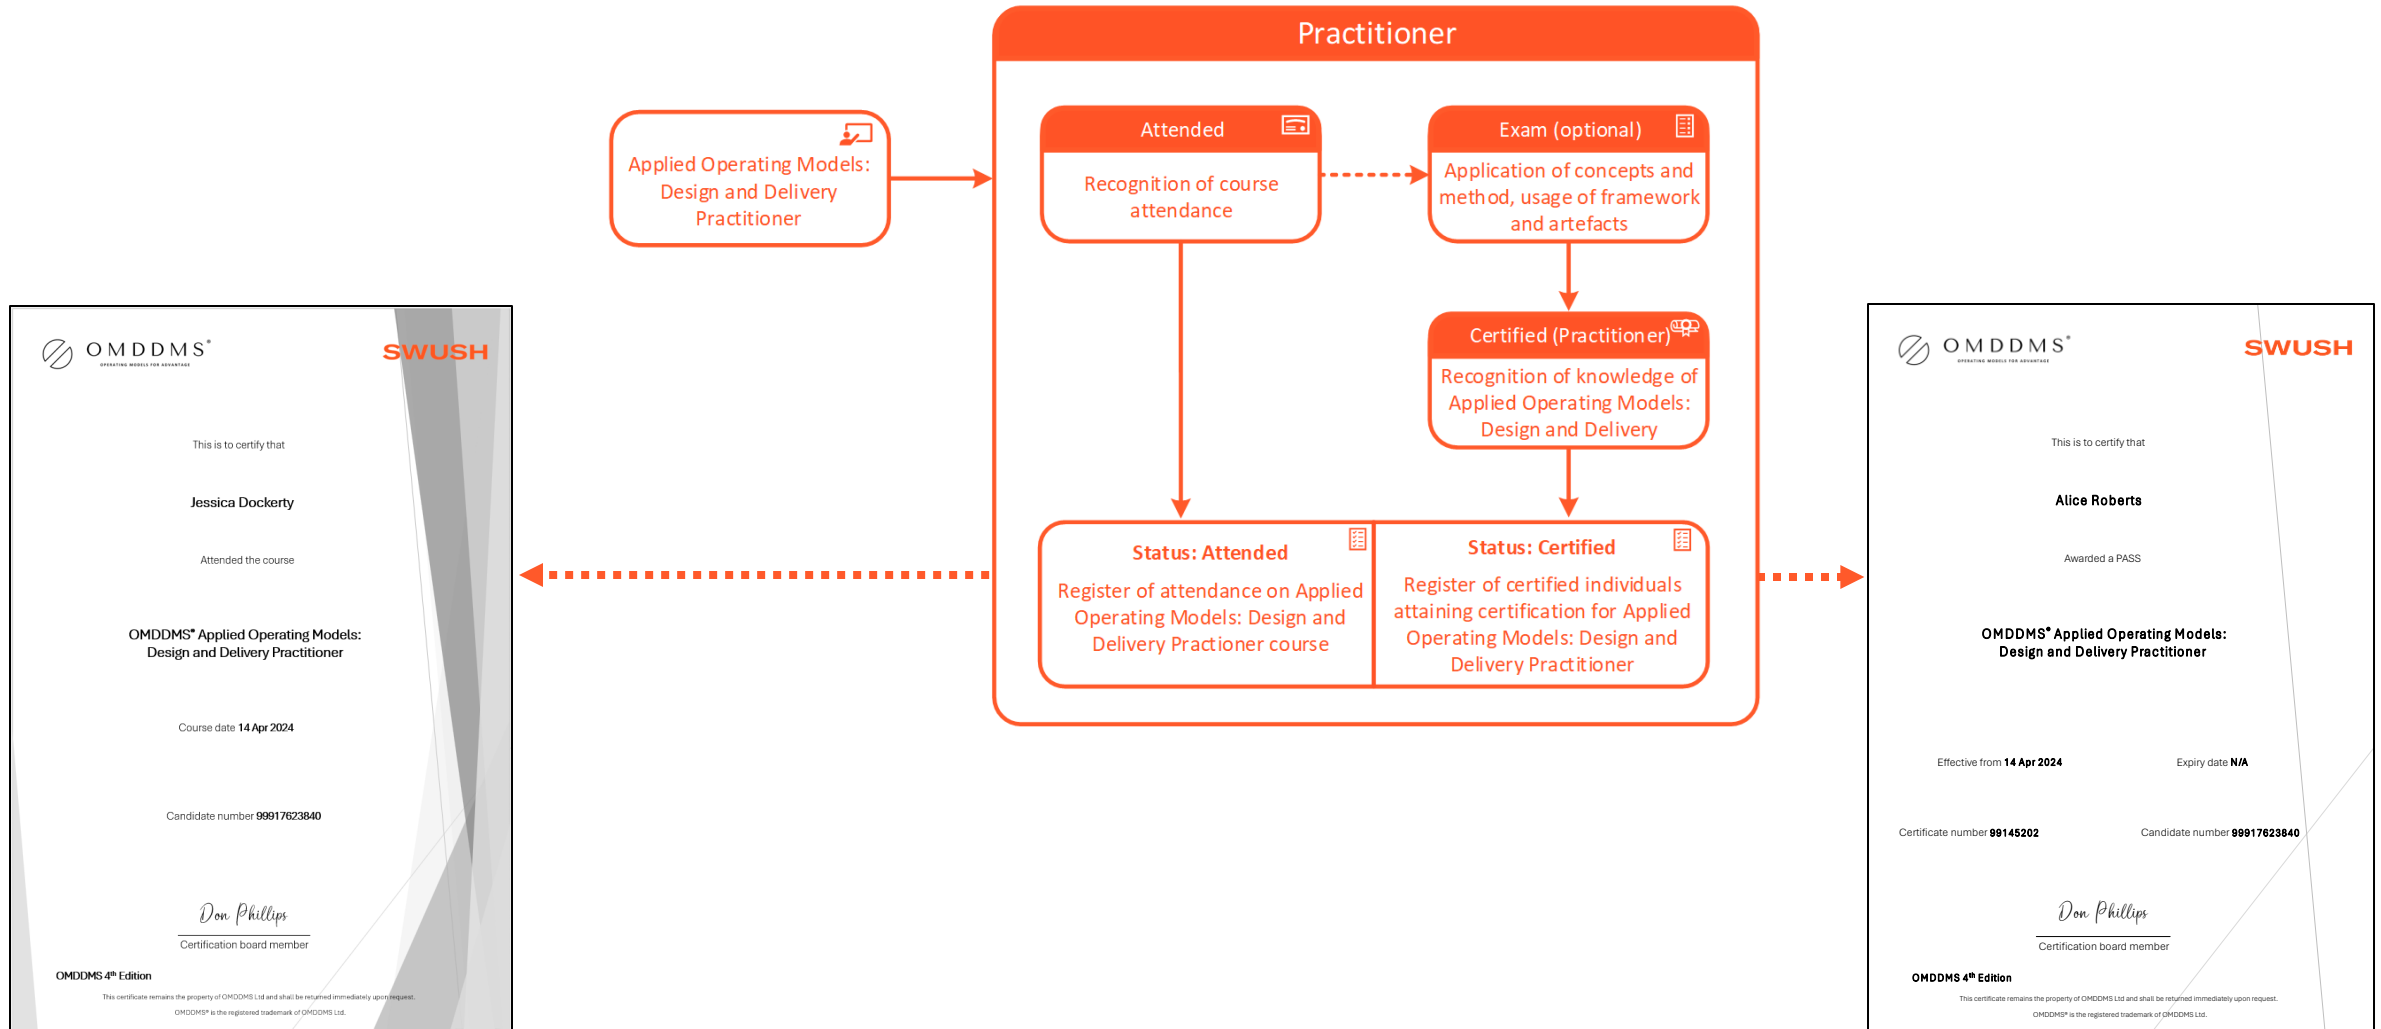 Practitioner
Applied Operating Models:
Design and Delivery
Practitioner
Attended
Recognition of course
attendance
Exam (optional)
Application of concepts and
method, usage of framework
and artefacts
Certified (Practitioner)
Recognition of knowledge of
Applied Operating Models:
Design and Delivery
Status: Attended
Register of attendance on Applied
Operating Models: Design and
Delivery Practioner course
Status: Certified
Register of certified individuals
attaining certification for Applied
Operating Models: Design and
Delivery Practitioner
OMDDMS®
OPERATING MODELS FOR ADVANTAGE
SWUSH
This is to certify that
Jessica Dockerty
Attended the course
OMDDMS® Applied Operating Models:
Design and Delivery Practitioner
Course date 14 Apr 2024
Candidate number 99917623840
Don Phillips
Certification board member
OMDDMS 4th Edition
This certificate remains the property of OMDDMS Ltd and shall be returned immediately upon request.
OMDDMS® is the registered trademark of OMDDMS Ltd.
OMDDMS®
OPERATING MODELS FOR ADVANTAGE
SWUSH
This is to certify that
Alice Roberts
Awarded a PASS
OMDDMS® Applied Operating Models:
Design and Delivery Practitioner
Effective from 14 Apr 2024
Expiry date N/A
Certificate number 99145202
Candidate number 99917623840
Don Phillips
Certification board member
OMDDMS 4th Edition
This certificate remains the property of OMDDMS Ltd and shall be returned immediately upon request.
OMDDMS® is the registered trademark of OMDDMS Ltd.